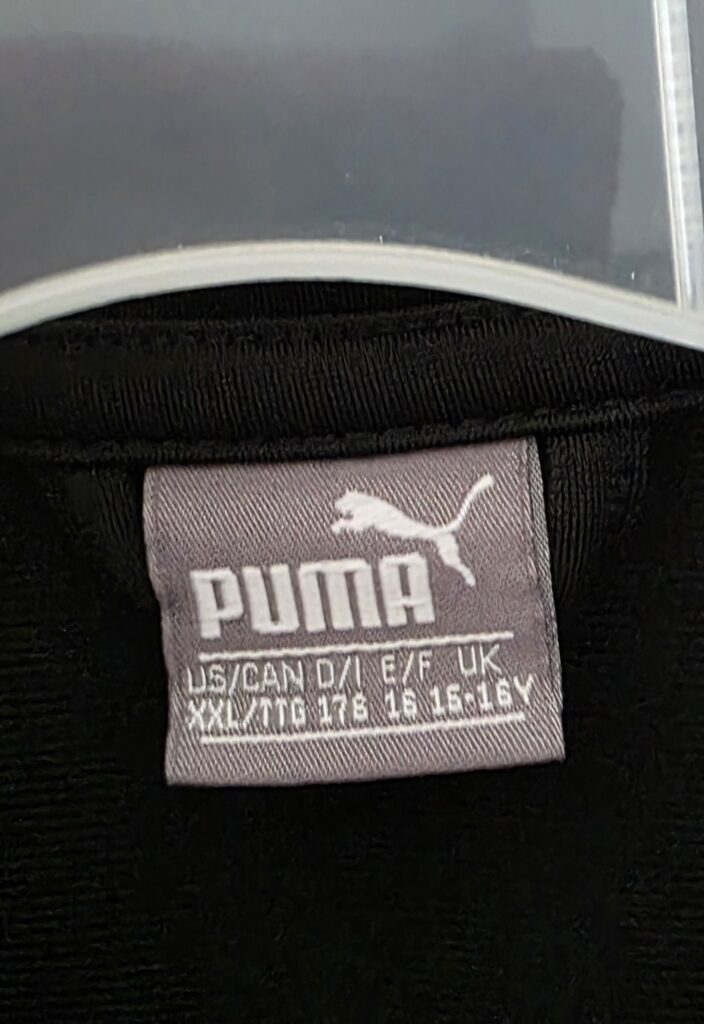 PUMA
US/CAN D/I E/F UK
XXL/TTG 176 16 15-16Y